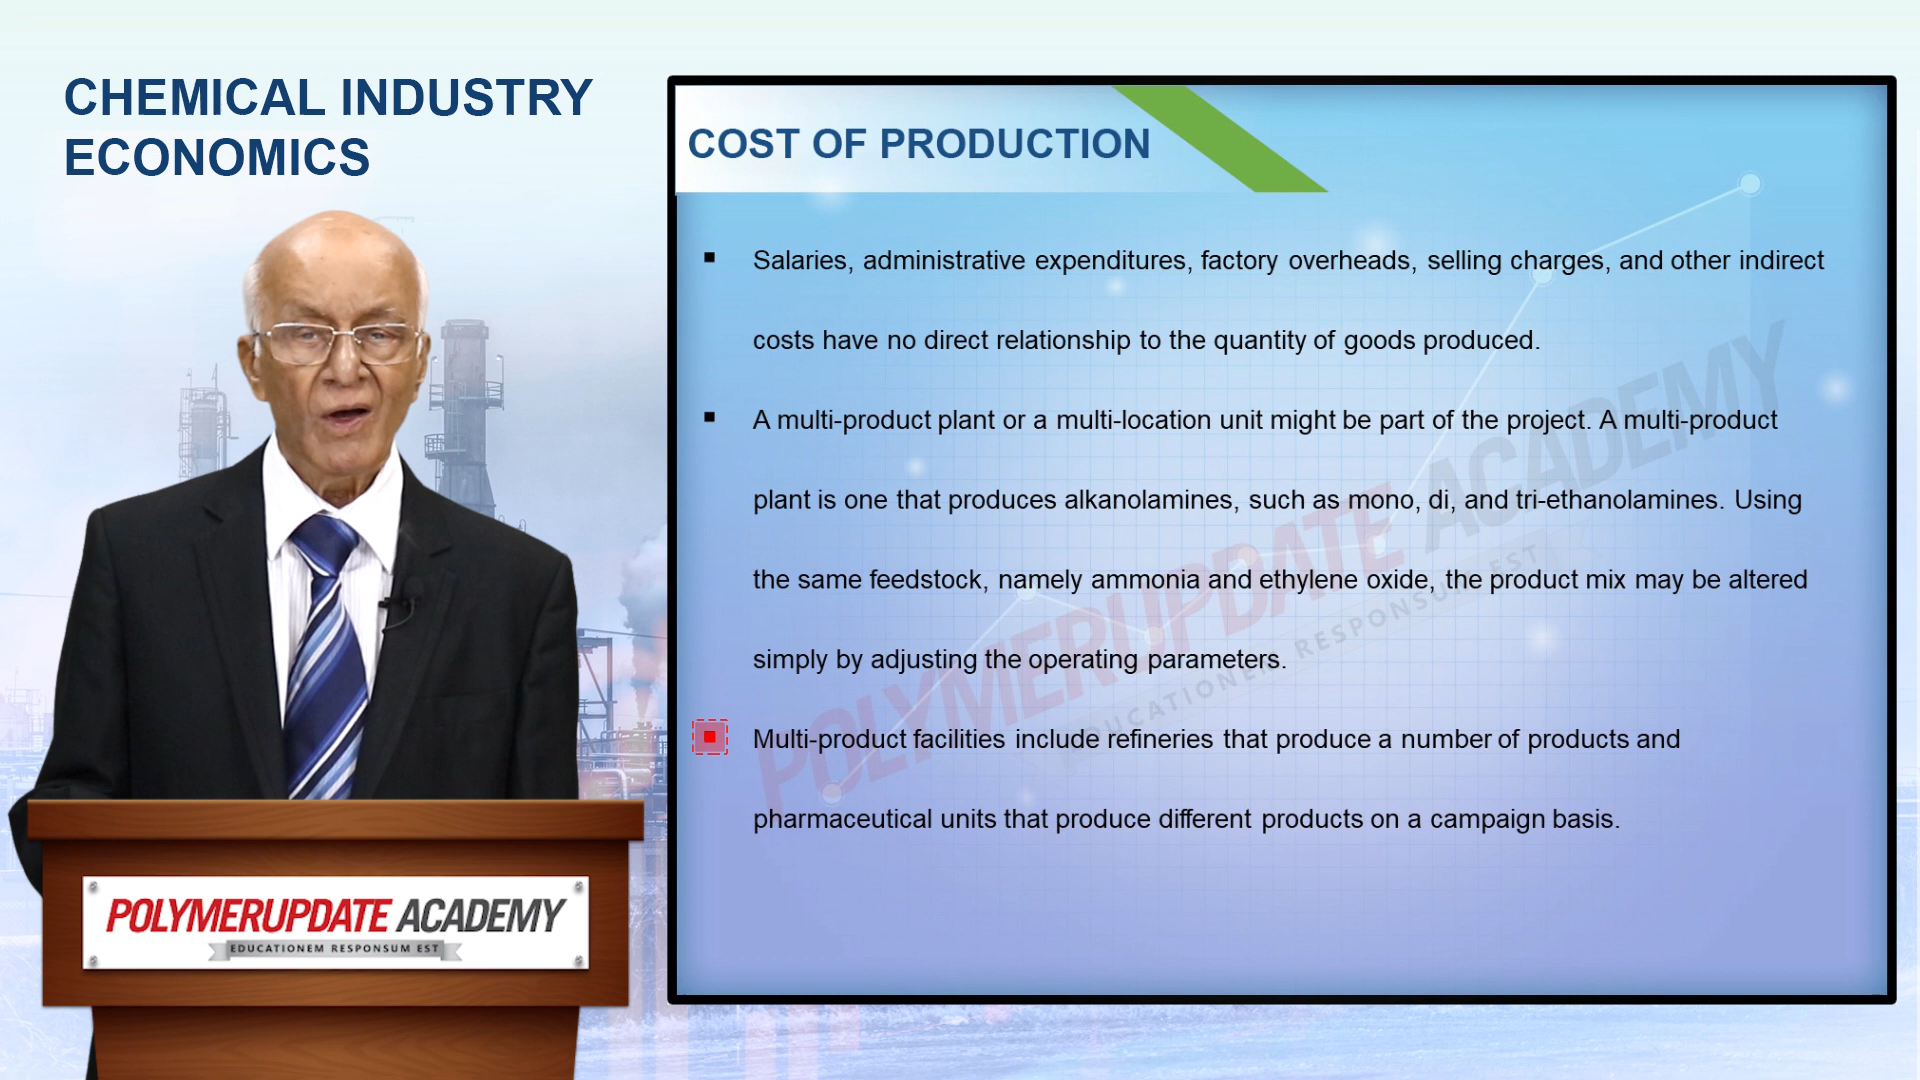 CHEMICAL INDUSTRY
ECONOMICS
COST OF PRODUCTION
▪ Salaries, administrative expenditures, factory overheads, selling charges, and other indirect
costs have no direct relationship to the quantity of goods produced.
▪ A multi-product plant or a multi-location unit might be part of the project. A multi-product
plant is one that produces alkanolamines, such as mono, di, and tri-ethanolamines. Using
the same feedstock, namely ammonia and ethylene oxide, the product mix may be altered
simply by adjusting the operating parameters.
▪ Multi-product facilities include refineries that produce a number of products and
pharmaceutical units that produce different products on a campaign basis.
POLYMERUPDATE ACADEMY
EDUCATIONEM RESPONSUM EST
POLYMERUPDATE ACADEMY
EDUCATIONEM RESPONSUM EST